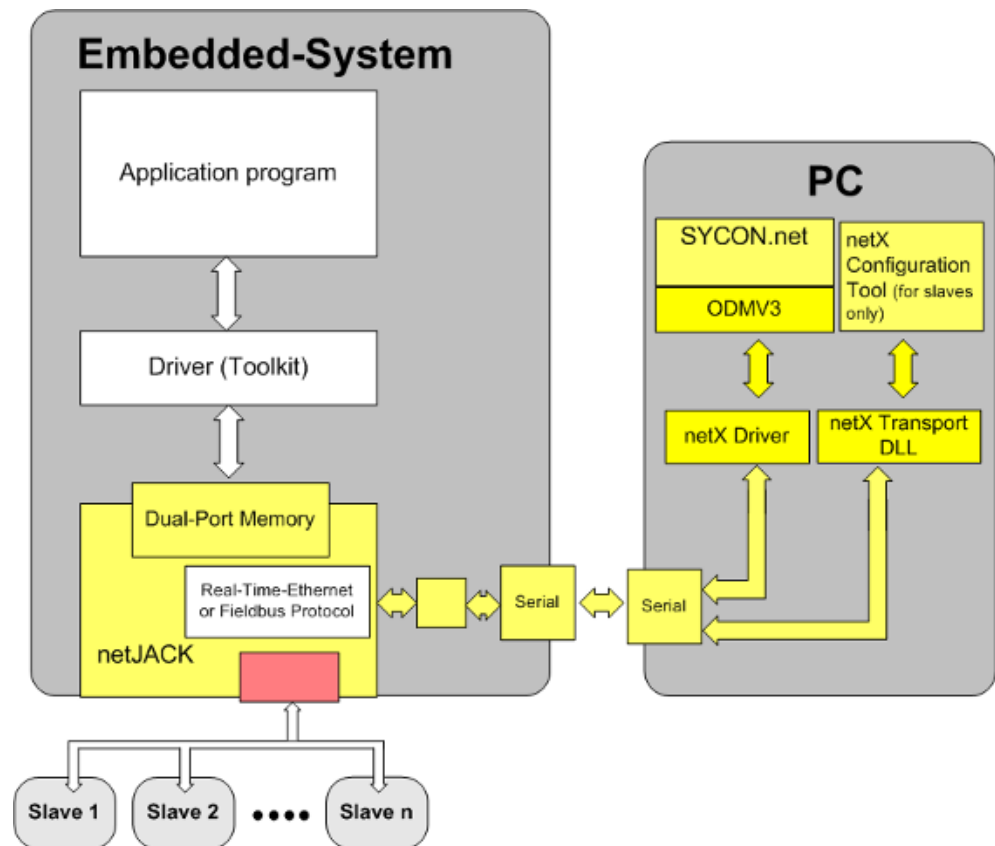 Embedded-System
Application program
Driver (Toolkit)
Dual-Port Memory
Real-Time-Ethernet
or Fieldbus Protocol
netJACK
Serial
Slave 1
Slave 2
Slave n
PC
SYCON.net
ODMV3
netX
Configuration
Tool (for slaves
only)
netX Driver
netX Transport
DLL
Serial